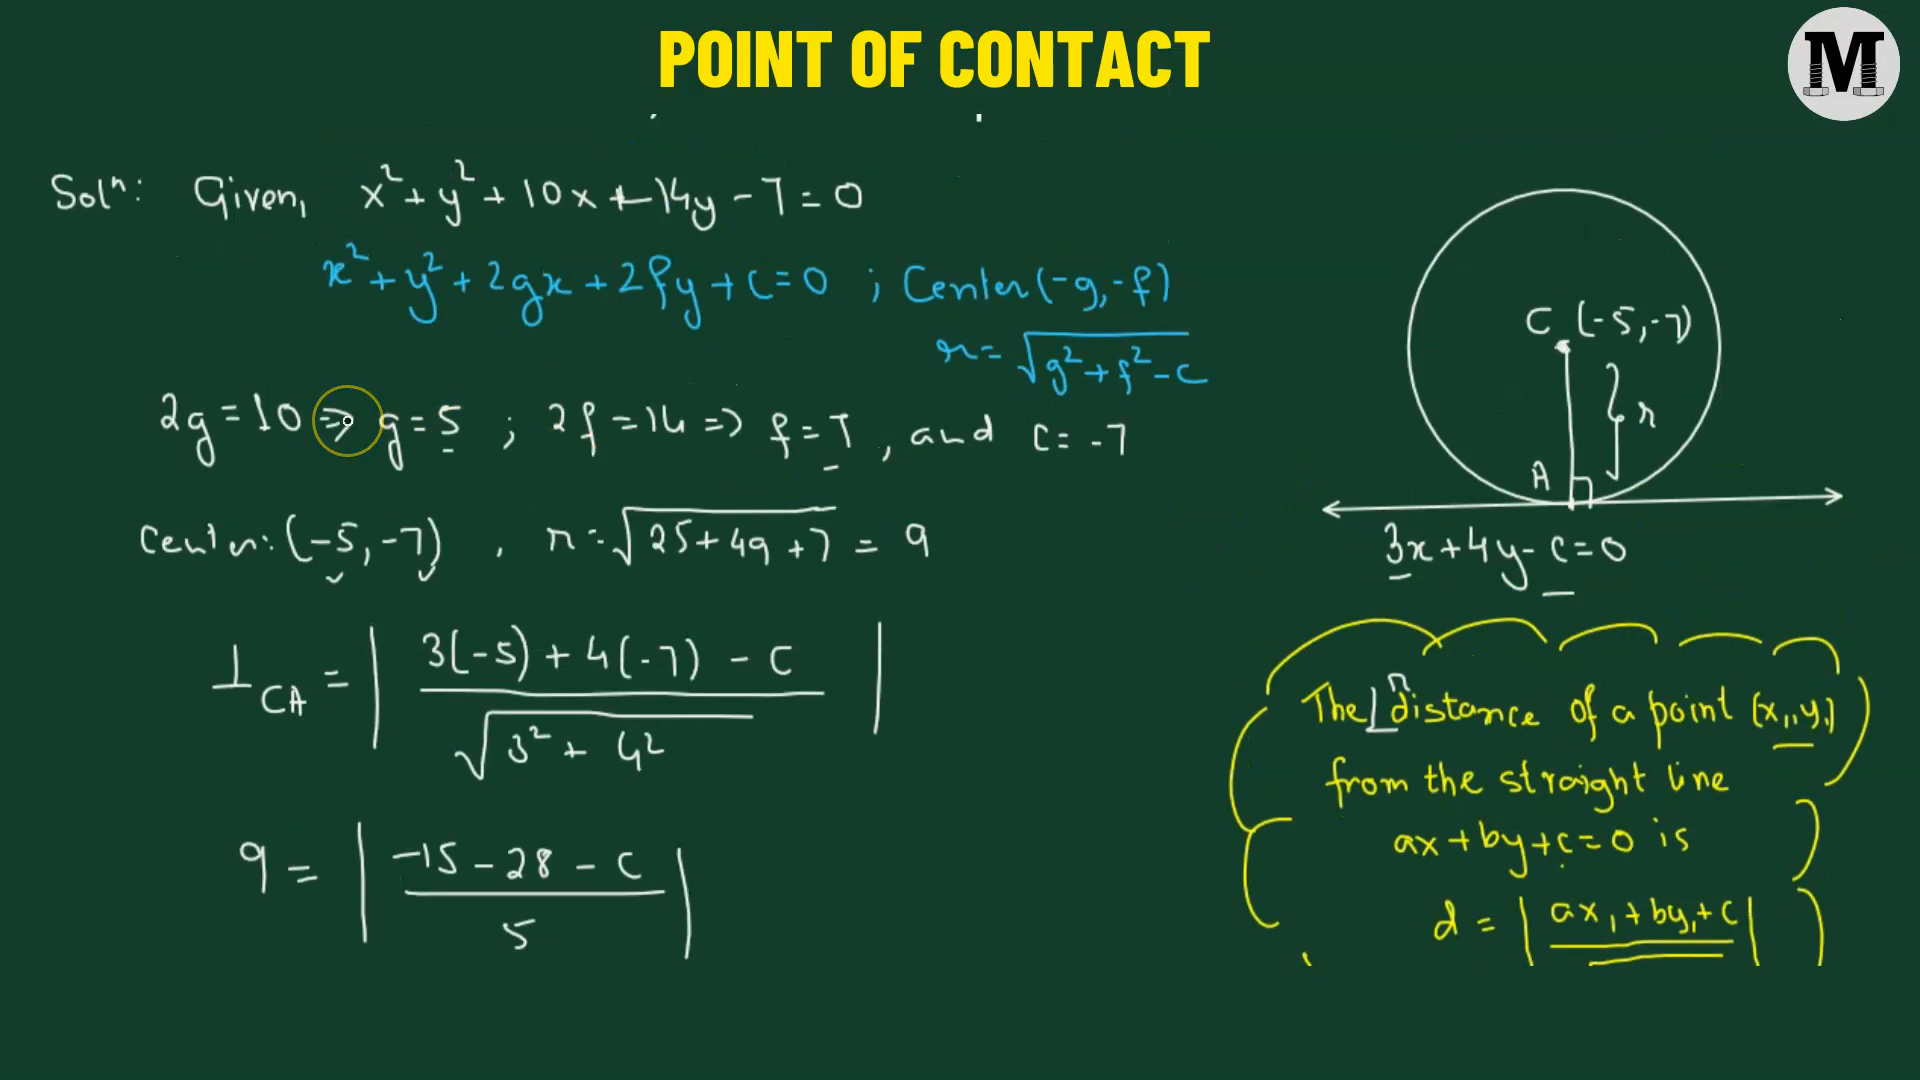 POINT OF CONTACT
M
Solⁿ: Given, x² + y² + 10x + 14y - 7 = 0
x² + y² + 2gx + 2fy + c = 0 ; Center (-g, -f)
r = √(g² + f² - c)
2g = 10 => g = 5 ; 2f = 14 => f = 7, and c = -7
Center: (-5, -7), r = √(25 + 49 + 7) = 9
⊥CA = | (3(-5) + 4(-7) - c) / √(3² + 4²) |
9 = | (-15 - 28 - c) / 5 |
C (-5, -7)
r
A
3x + 4y - c = 0
The ⊥r distance of a point (x₁, y₁)
from the straight line
ax + by + c = 0 is
d = | ax₁ + by₁ + c |